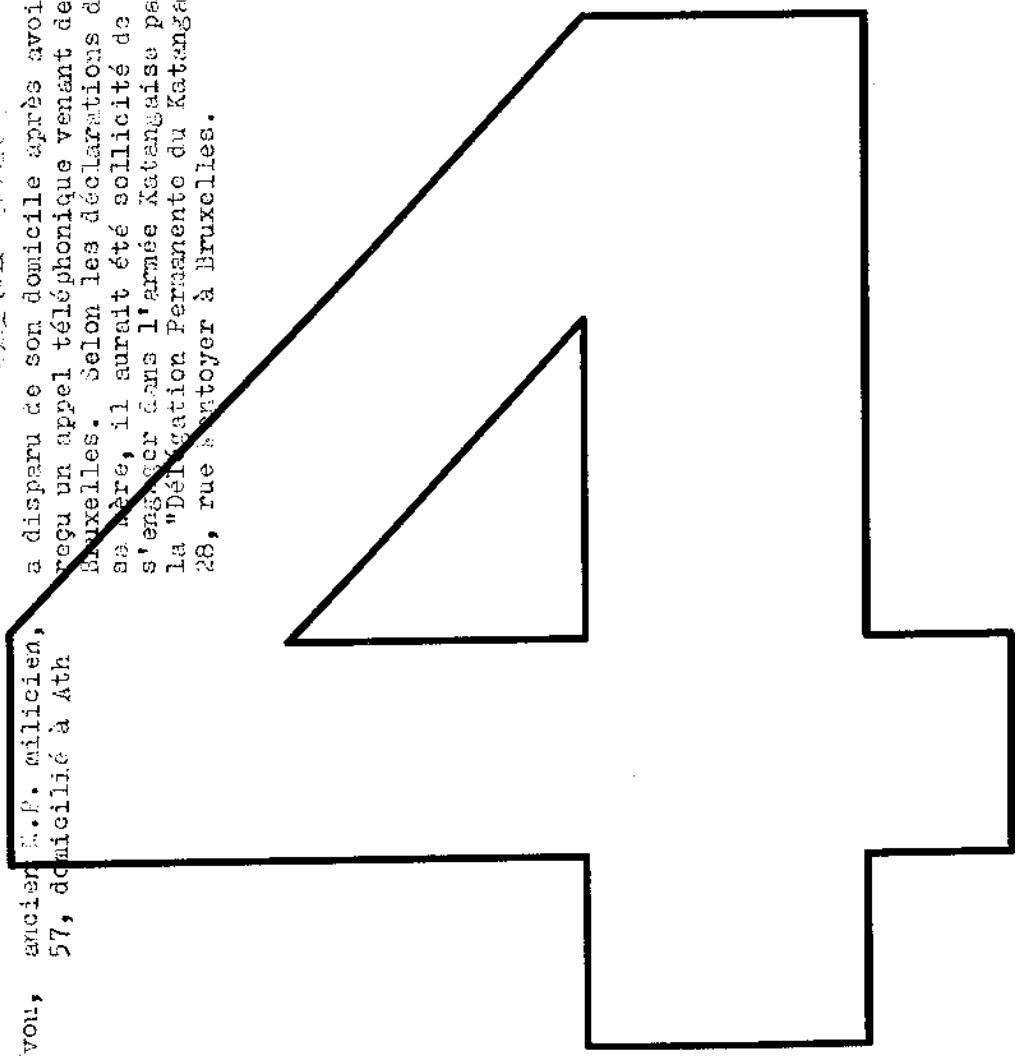 von, ancien M.P. milicien,
57, domicilié à Ath
a disparu de son domicile après avoi
reçu un appel téléphonique venant de
Bruxelles. Selon les déclarations d
sa mère, il aurait été sollicité de
s'engager dans l'armée Katangaise pa
la "Délégation Permanente du Katanga
28, rue à Bruxelles.
4